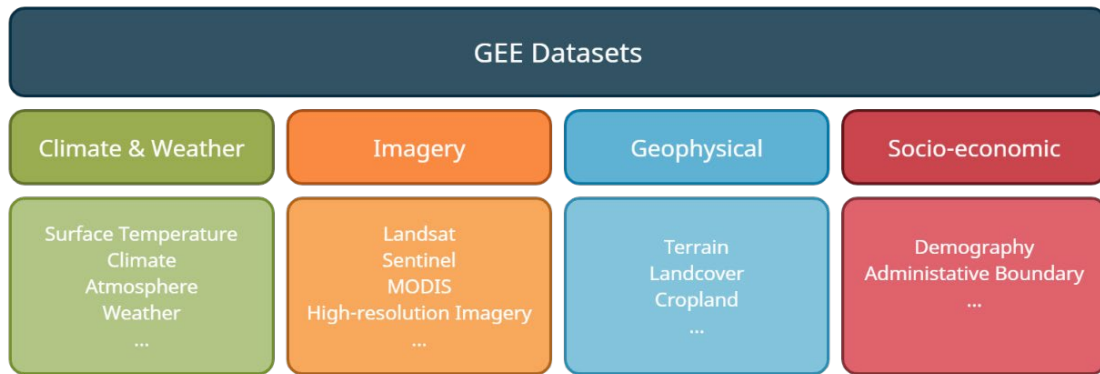 GEE Datasets
Climate & Weather
Imagery
Geophysical
Socio-economic
Surface Temperature
Climate
Atmosphere
Weather
...
Landsat
Sentinel
MODIS
High-resolution Imagery
...
Terrain
Landcover
Cropland
...
Demography
Administative Boundary
...